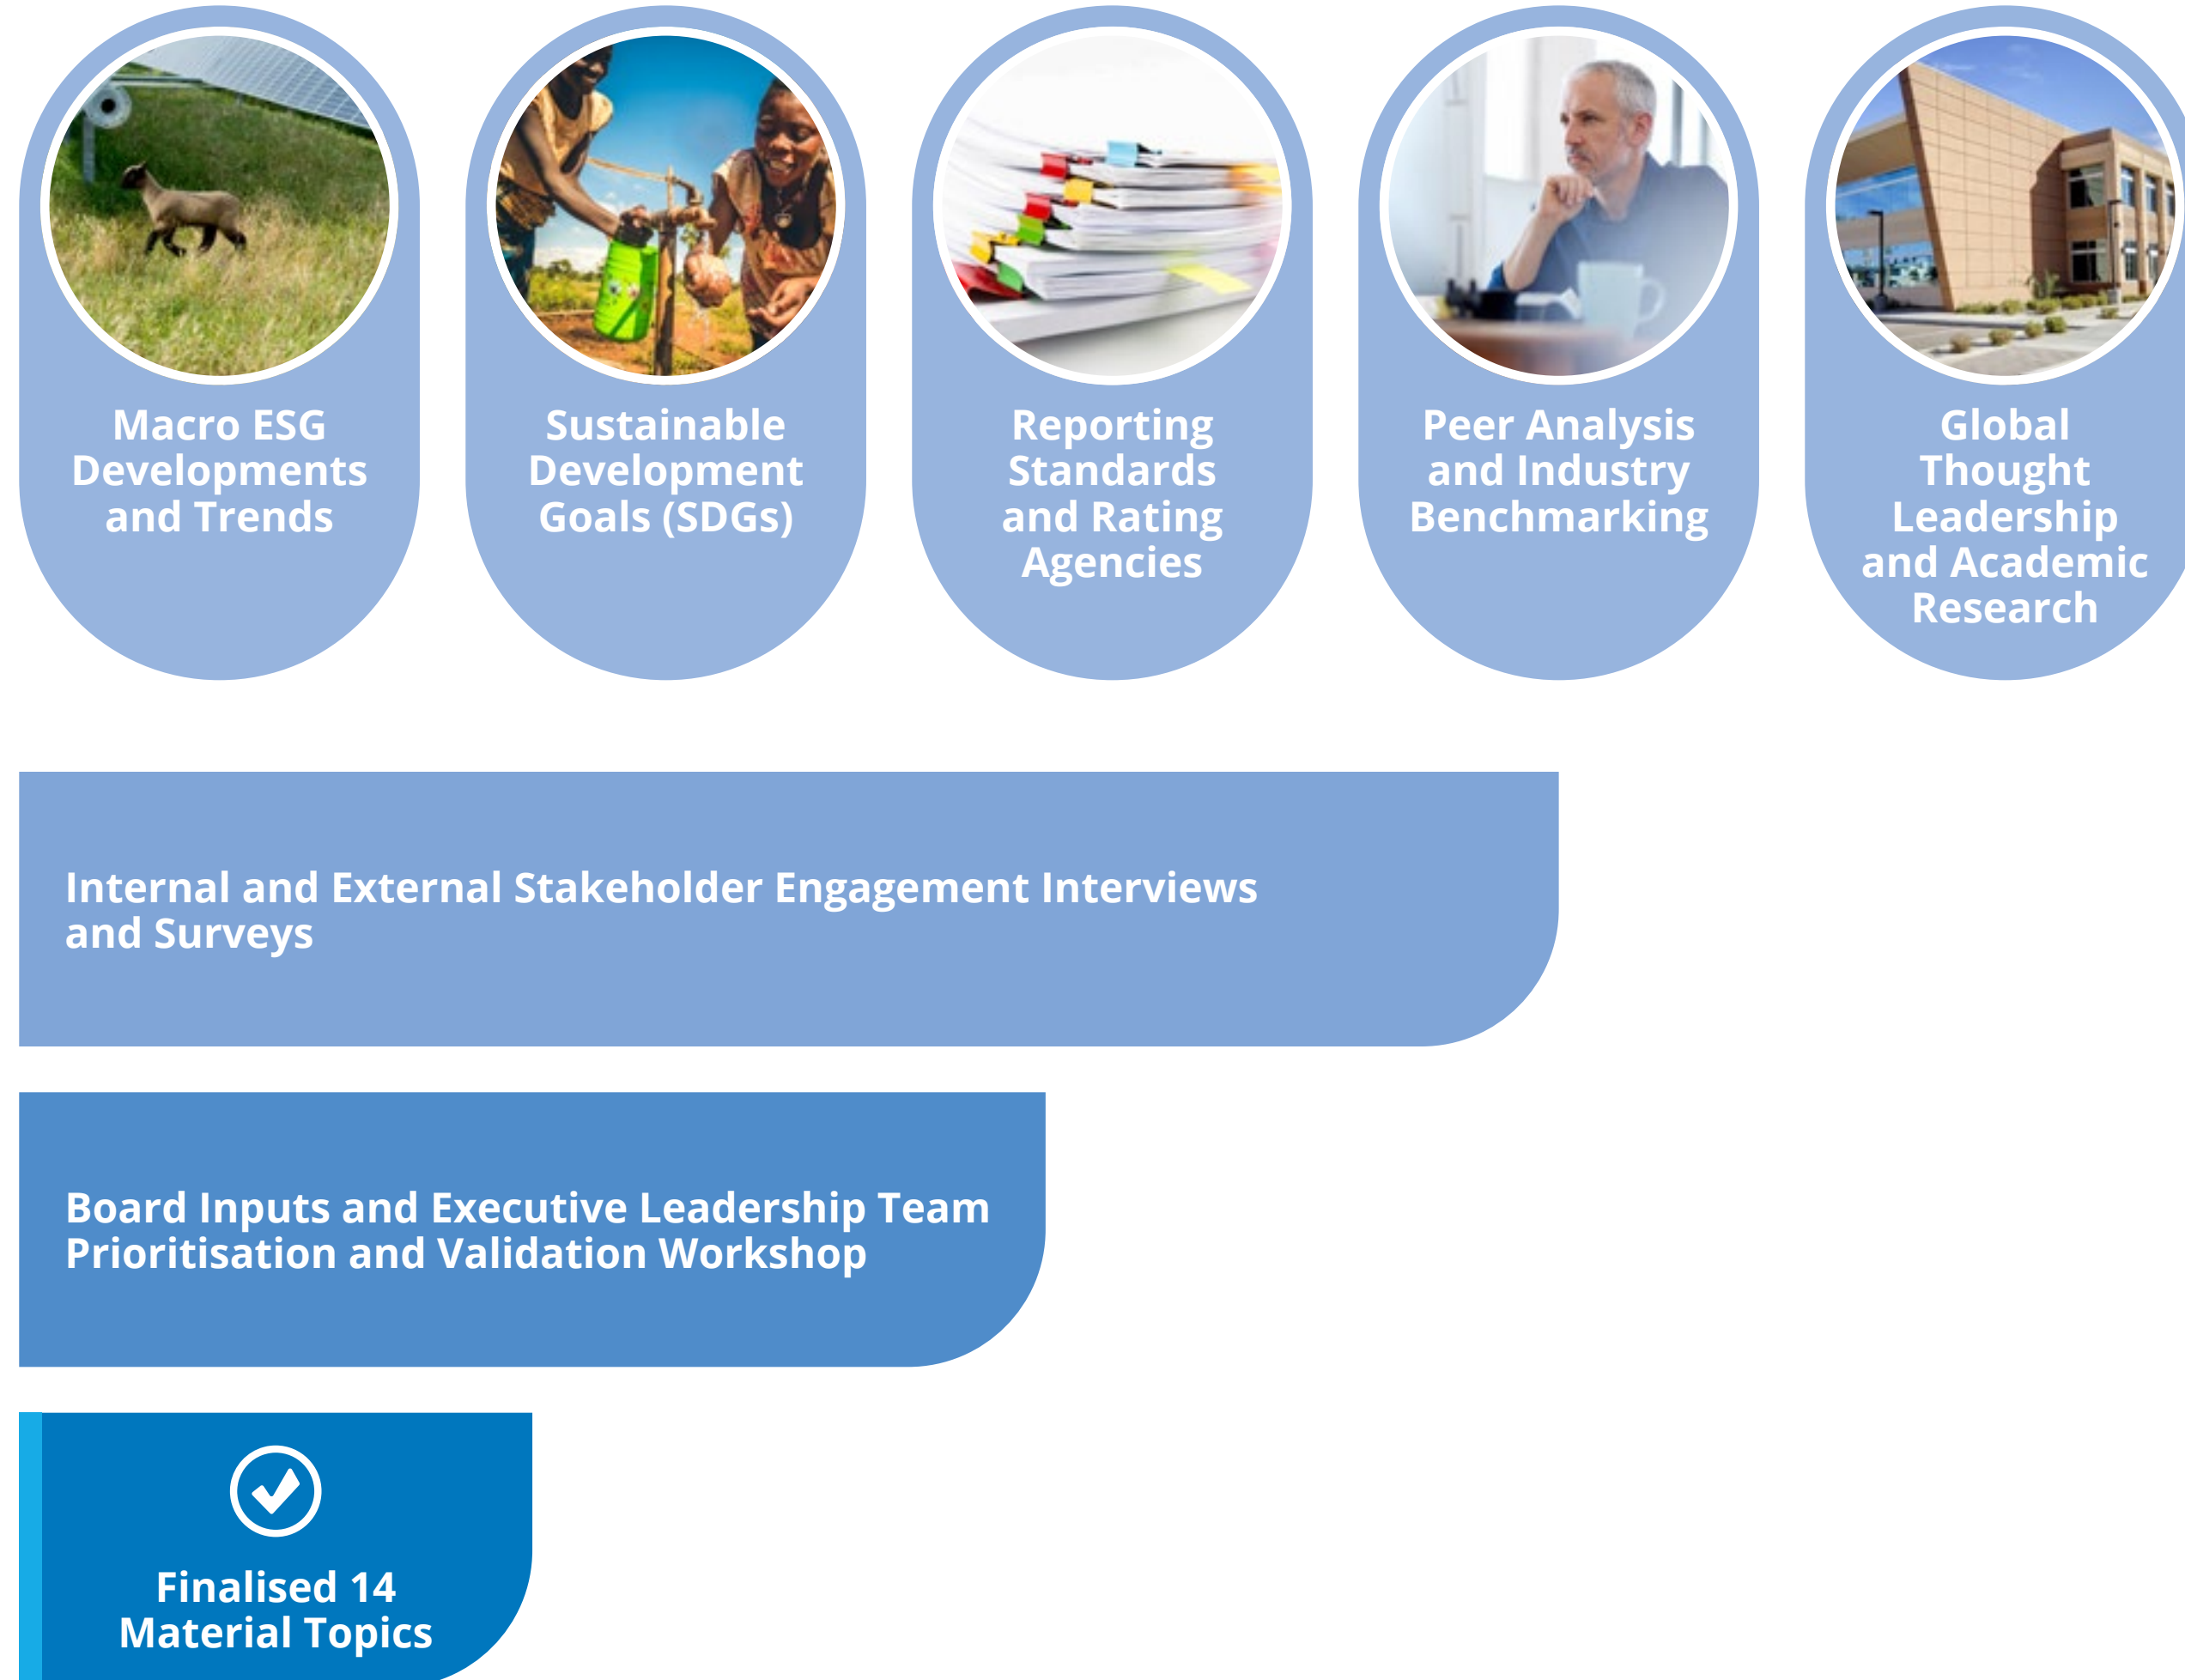 Macro ESG
Developments
and Trends
Sustainable
Development
Goals (SDGs)
Reporting
Standards
and Rating
Agencies
Peer Analysis
and Industry
Benchmarking
Global
Thought
Leadership
and Academic
Research
Internal and External Stakeholder Engagement Interviews
and Surveys
Board Inputs and Executive Leadership Team
Prioritisation and Validation Workshop
Finalised 14
Material Topics